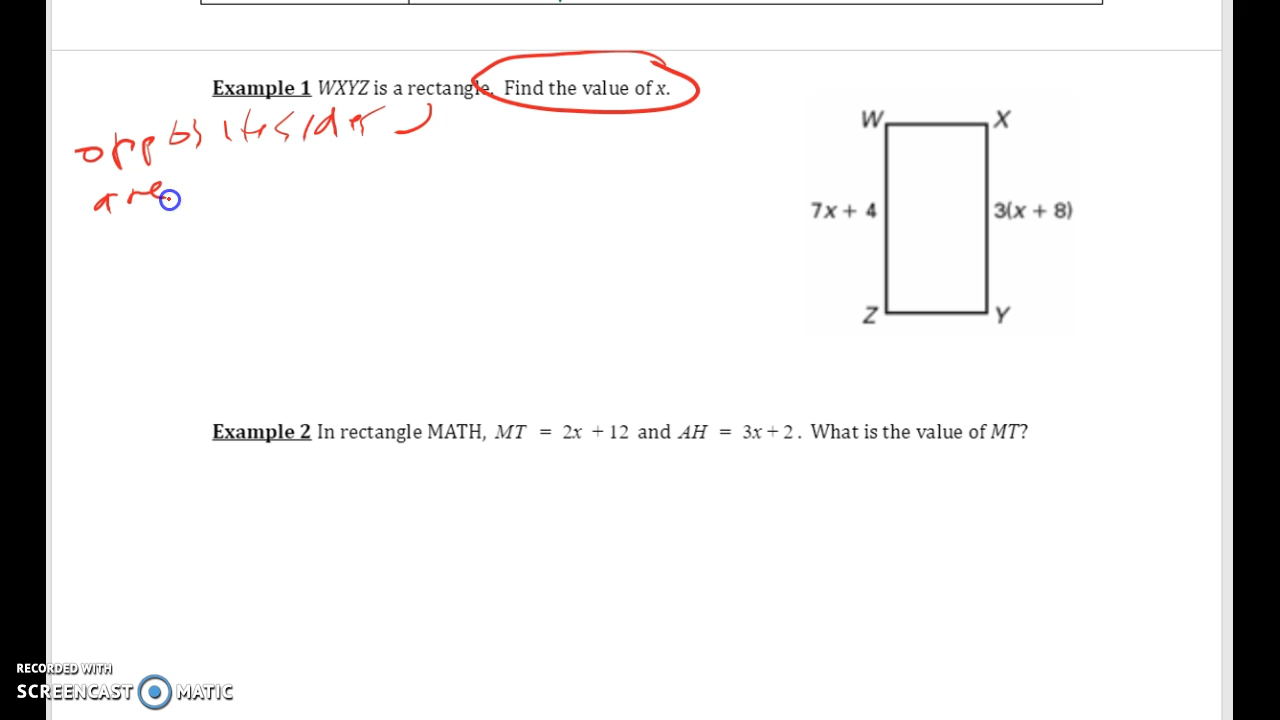 Example 1 WXYZ is a rectangle. Find the value of x.
opposite sides
are
W X
7x + 4 3(x + 8)
Z Y
Example 2 In rectangle MATH, MT = 2x + 12 and AH = 3x + 2. What is the value of MT?
RECORDED WITH
SCREENCAST MATIC